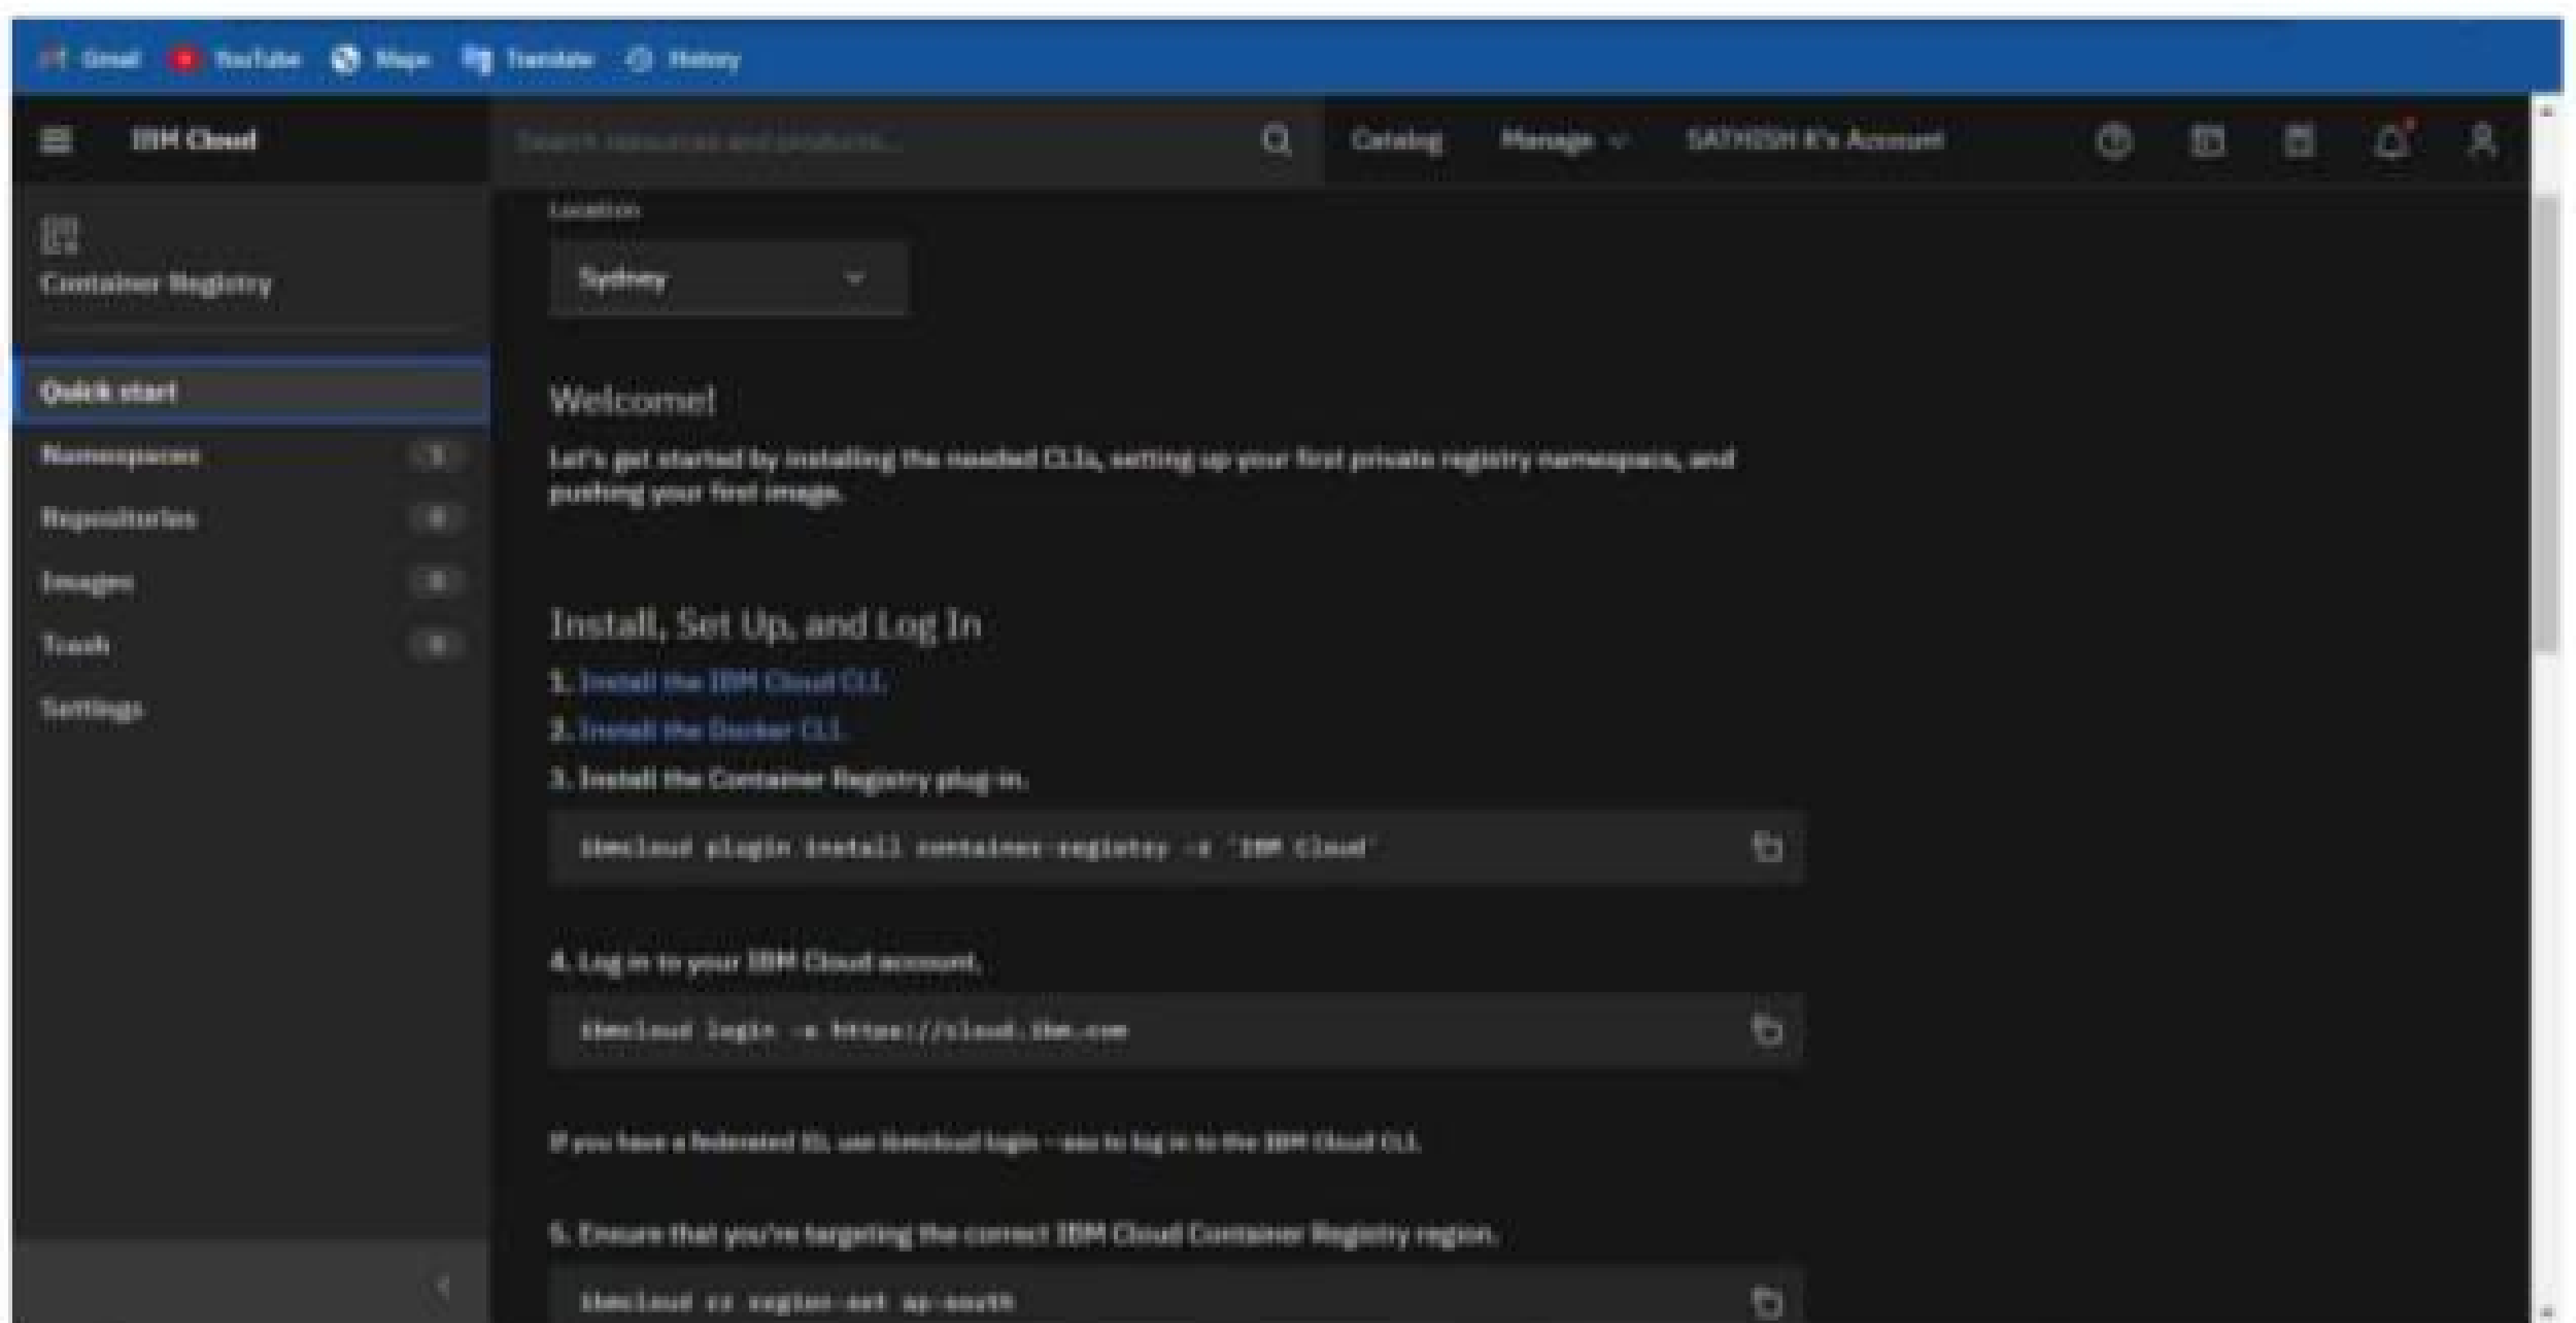 Gmail YouTube Maps Translate History
IBM Cloud Search resources and products... Catalog Manage SATHISH K's Account
Container Registry
Quick start
Namespaces
Repositories
Images
Trash
Settings
Location
Sydney
Welcome!
Let's get started by installing the needed CLIs, setting up your first private registry namespace, and
pushing your first image.
Install, Set Up, and Log In
1. Install the IBM Cloud CLI.
2. Install the Docker CLI.
3. Install the Container Registry plug-in.
ibmcloud plugin install container-registry -r 'IBM Cloud'
4. Log in to your IBM Cloud account.
ibmcloud login -a https://cloud.ibm.com
If you have a federated ID, use ibmcloud login --sso to log in to the IBM Cloud CLI.
5. Ensure that you're targeting the correct IBM Cloud Container Registry region.
ibmcloud cr region-set ap-south